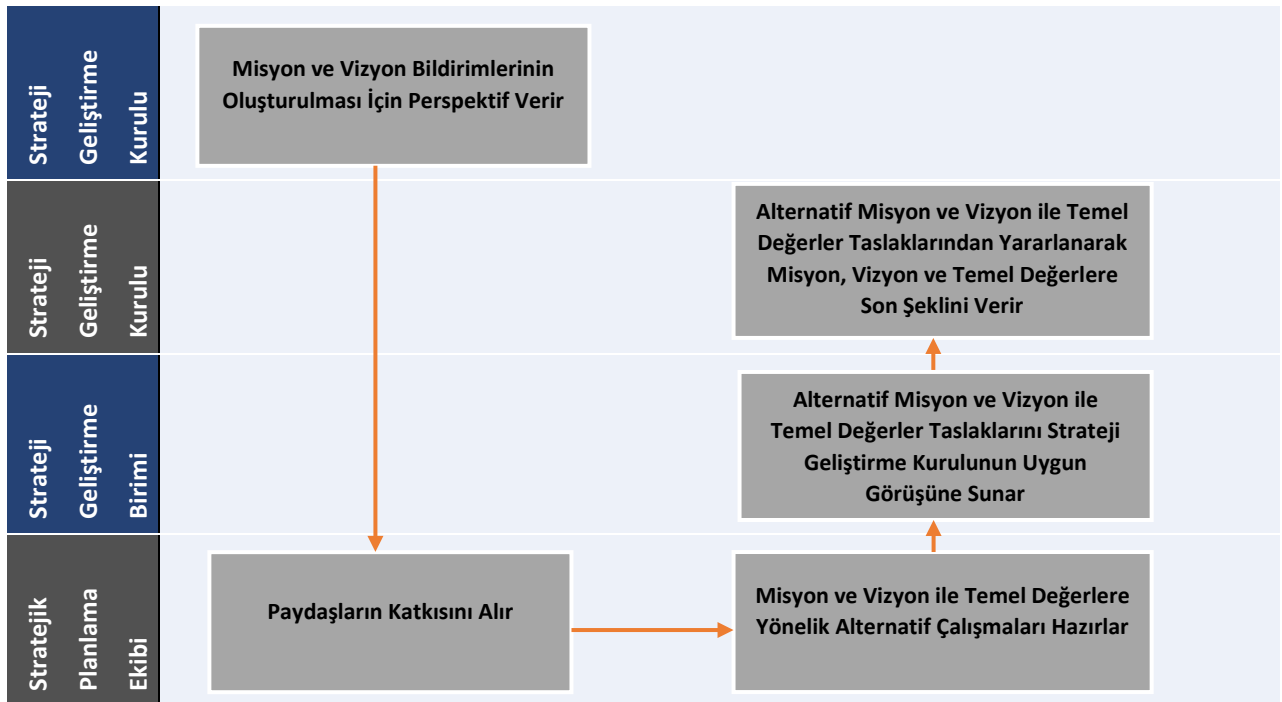 Strateji
Geliştirme
Kurulu
Misyon ve Vizyon Bildirimlerinin
Oluşturulması İçin Perspektif Verir
Strateji
Geliştirme
Kurulu
Alternatif Misyon ve Vizyon ile Temel
Değerler Taslaklarından Yararlanarak
Misyon, Vizyon ve Temel Değerlere
Son Şeklini Verir
Strateji
Geliştirme
Birimi
Alternatif Misyon ve Vizyon ile
Temel Değerler Taslaklarını Strateji
Geliştirme Kurulunun Uygun
Görüşüne Sunar
Stratejik
Planlama
Ekibi
Paydaşların Katkısını Alır
Misyon ve Vizyon ile Temel Değerlere
Yönelik Alternatif Çalışmaları Hazırlar